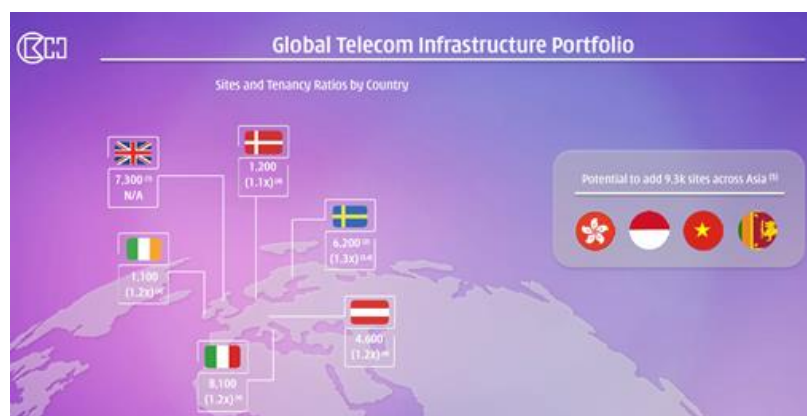 CKH
Global Telecom Infrastructure Portfolio
Sites and Tenancy Ratios by Country
7,300
N/A
1,200
(1.1x)
6,200
(1.3x)
1,100
(1.2x)
4,600
(1.2x)
8,100
(1.2x)
Potential to add 9.3k sites across Asia